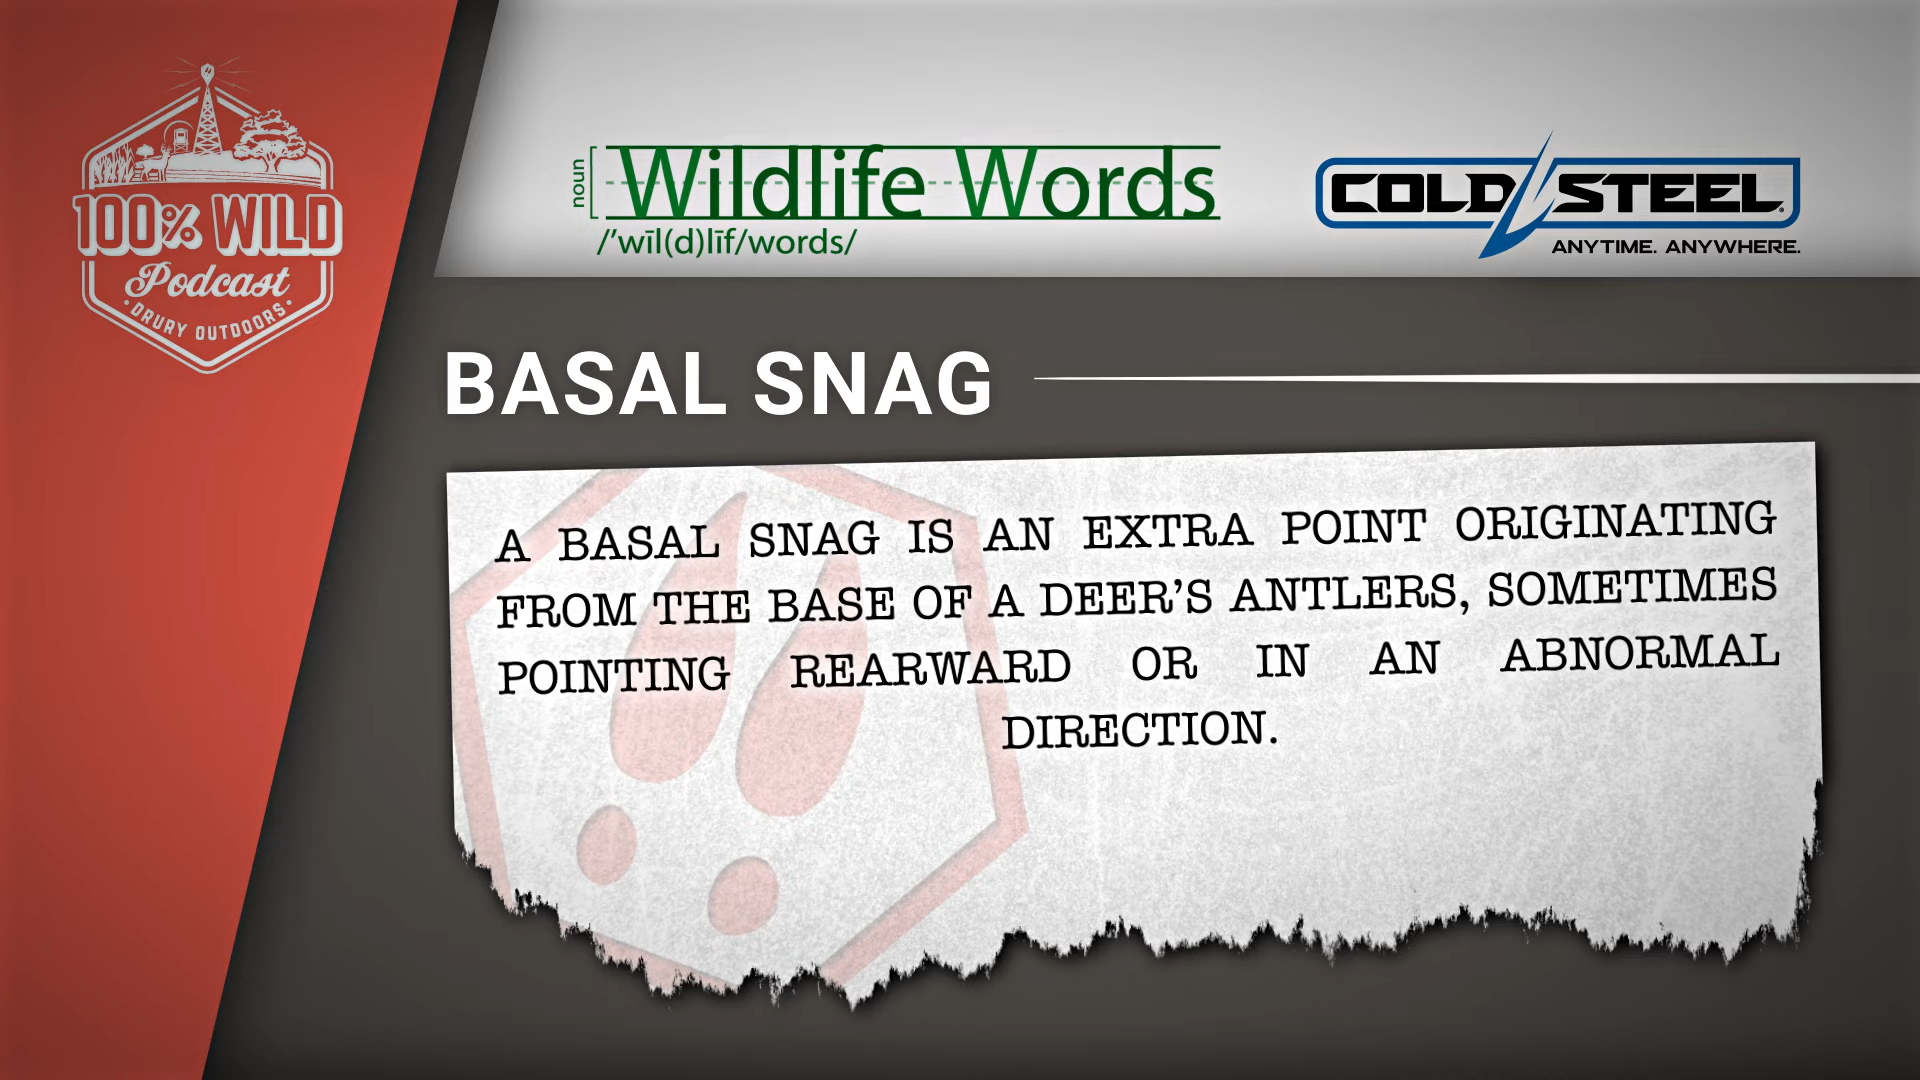 100% WILD
Podcast
• DRURY OUTDOORS •
noun
Wildlife Words
/'wīl(d)līf/words/
COLD STEEL
ANYTIME. ANYWHERE.
BASAL SNAG
A BASAL SNAG IS AN EXTRA POINT ORIGINATING
FROM THE BASE OF A DEER’S ANTLERS, SOMETIMES
POINTING REARWARD OR IN AN ABNORMAL
DIRECTION.